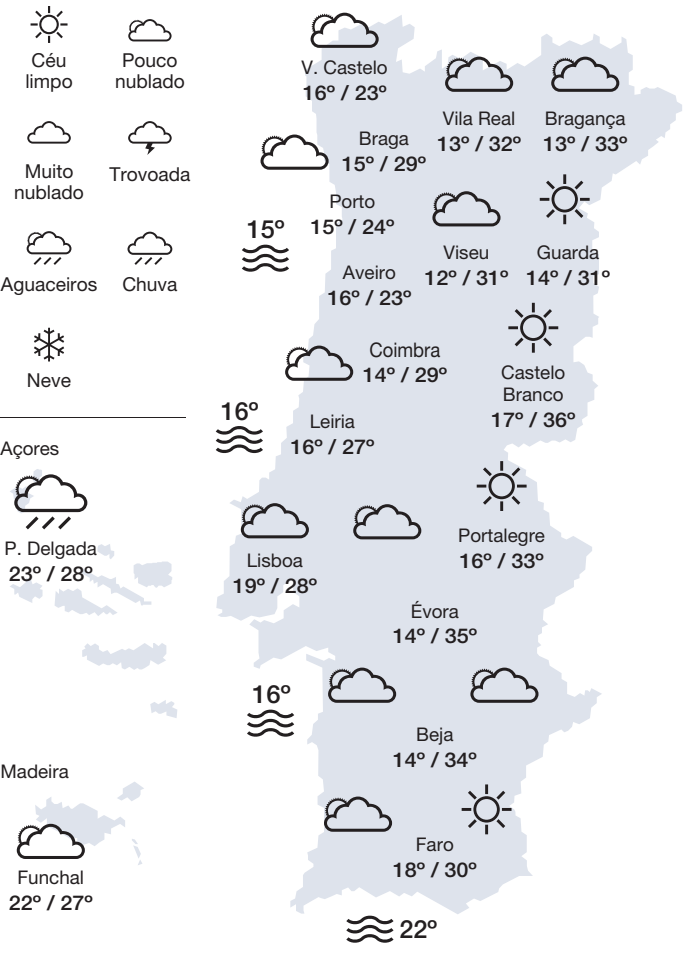 Céu
limpo
Pouco
nublado
Muito
nublado
Trovoada
Aguaceiros
Chuva
Neve
Açores
P. Delgada
23º / 28º
Madeira
Funchal
22º / 27º
V. Castelo
16º / 23º
Vila Real
13º / 32º
Bragança
13º / 33º
Braga
15º / 29º
Porto
15º / 24º
15º
Viseu
12º / 31º
Guarda
14º / 31º
Aveiro
16º / 23º
Coimbra
14º / 29º
Castelo
Branco
17º / 36º
16º
Leiria
16º / 27º
Lisboa
19º / 28º
Portalegre
16º / 33º
Évora
14º / 35º
16º
Beja
14º / 34º
Faro
18º / 30º
22º